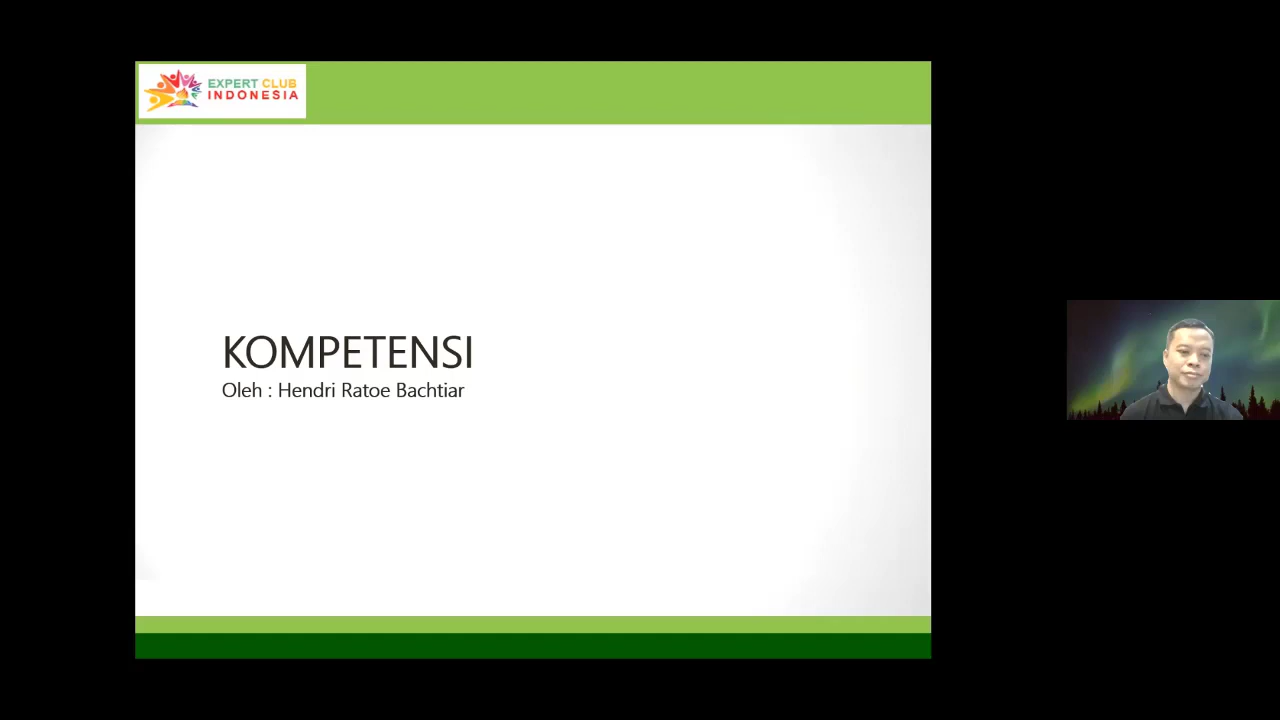 EXPERT CLUB
INDONESIA
KOMPETENSI
Oleh : Hendri Ratoe Bachtiar